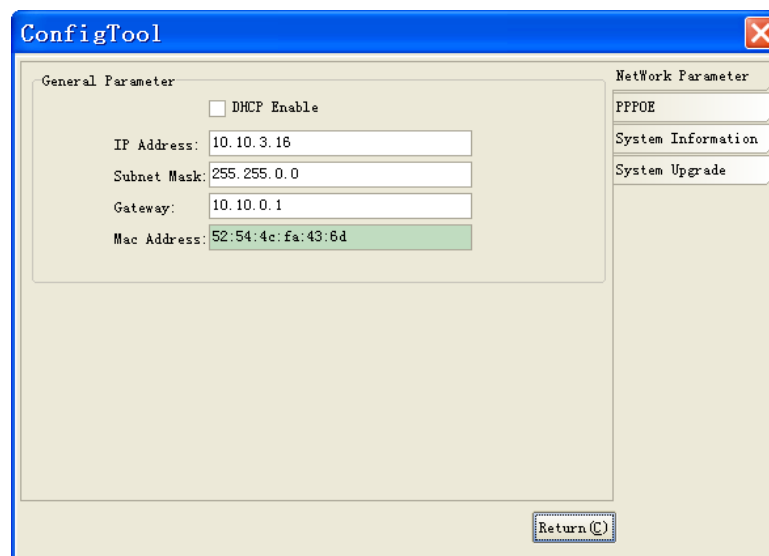 ConfigTool
General Parameter
DHCP Enable
IP Address: 10.10.3.16
Subnet Mask: 255.255.0.0
Gateway: 10.10.0.1
Mac Address: 52:54:4c:fa:43:6d
NetWork Parameter
PPPOE
System Information
System Upgrade
Return(C)